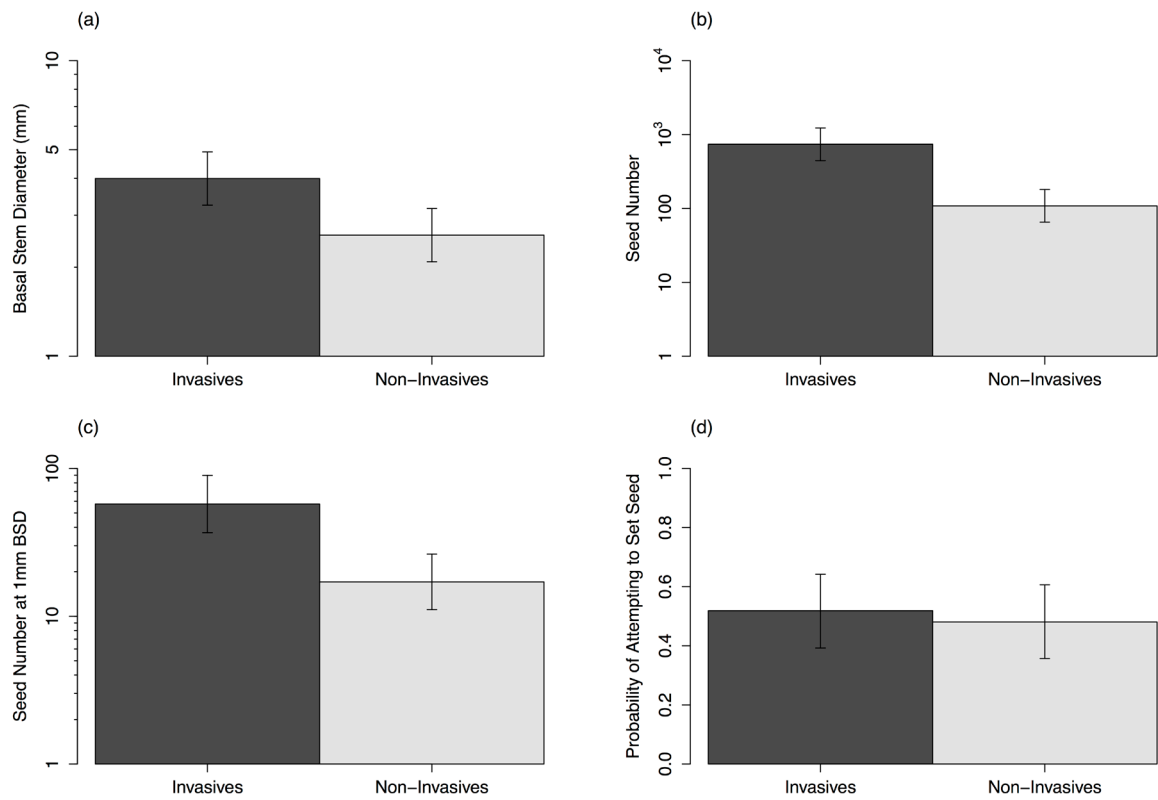 (a)
Basal Stem Diameter (mm)
10
5
1
Invasives
Non−Invasives
(b)
Seed Number
10⁴
10³
100
10
1
Invasives
Non−Invasives
(c)
Seed Number at 1mm BSD
100
10
1
Invasives
Non−Invasives
(d)
Probability of Attempting to Set Seed
1.0
0.8
0.6
0.4
0.2
0.0
Invasives
Non−Invasives